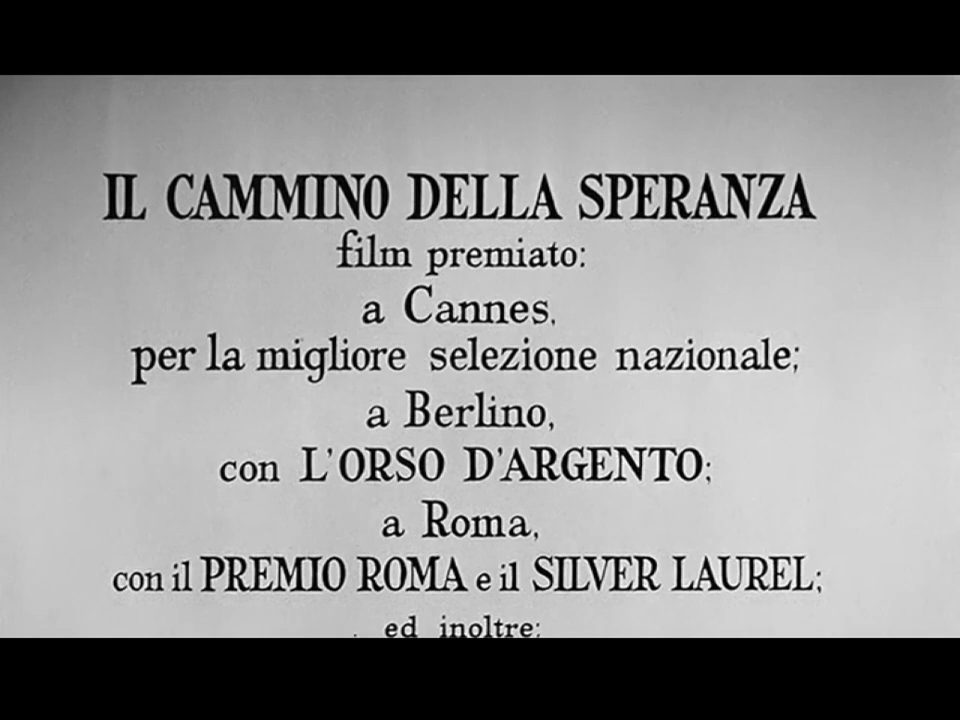 IL CAMMINO DELLA SPERANZA
film premiato:
a Cannes,
per la migliore selezione nazionale;
a Berlino,
con L'ORSO D'ARGENTO;
a Roma,
con il PREMIO ROMA e il SILVER LAUREL;
ed inoltre: